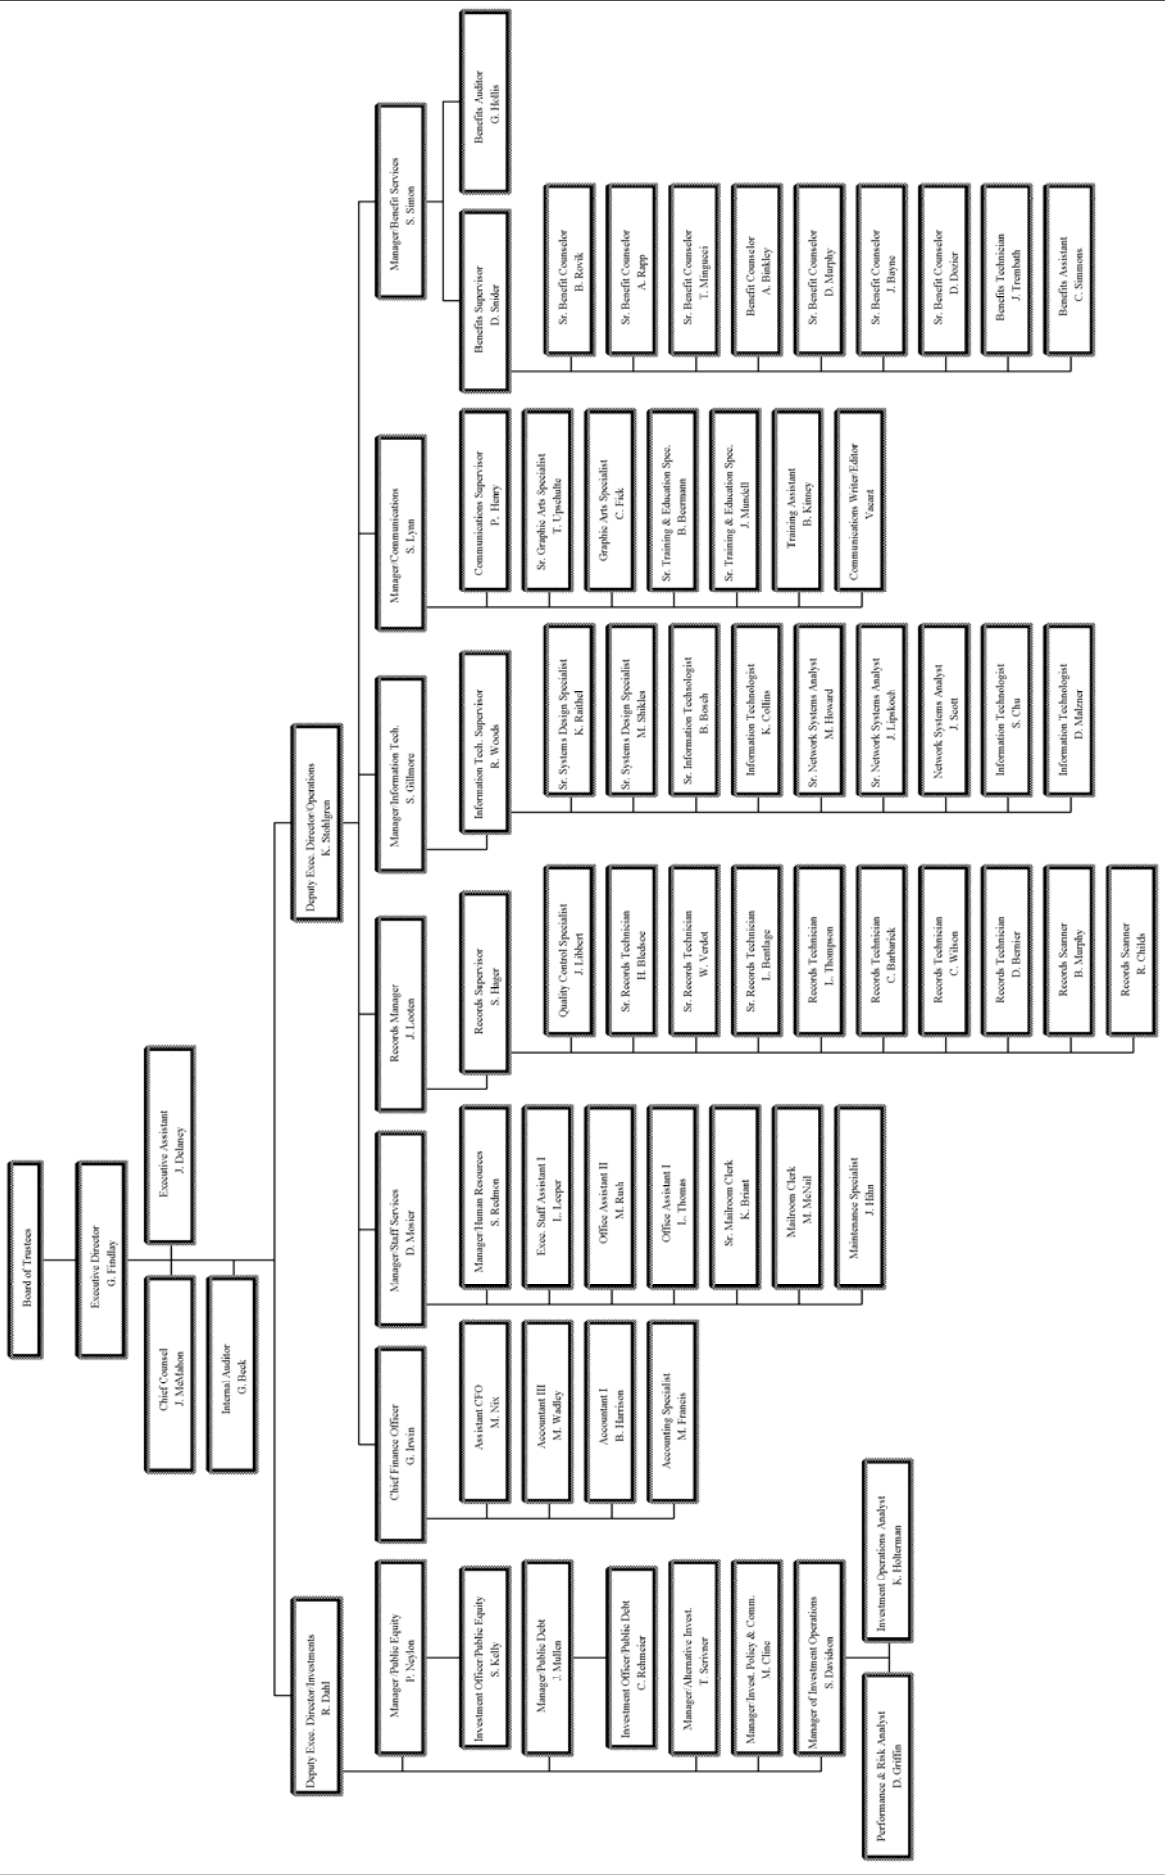 Board of Trustees
Executive Director
G. Findlay
Executive Assistant
J. Delaney
Chief Counsel
J. McMahon
Internal Auditor
G. Beck
Deputy Exec. Director/Investments
R. Dahl
Manager/Public Equity
P. Neylon
Investment Officer/Public Equity
S. Kelly
Manager/Public Debt
J. Mullen
Investment Officer/Public Debt
C. Rehmeier
Manager/Alternative Invest.
T. Scrivner
Manager/Invest. Policy & Comm.
M. Cline
Manager of Investment Operations
S. Davidson
Performance & Risk Analyst
D. Griffin
Investment Operations Analyst
K. Holterman
Deputy Exec. Director/Operations
K. Stohlgren
Chief Finance Officer
G. Irwin
Assistant CFO
M. Nix
Accountant III
M. Wadley
Accountant I
B. Harrison
Accounting Specialist
M. Francis
Manager/Staff Services
D. Mosier
Manager/Human Resources
S. Redmon
Exec. Staff Assistant I
L. Leeper
Office Assistant II
M. Rush
Office Assistant I
L. Thomas
Sr. Mailroom Clerk
K. Briant
Mailroom Clerk
M. McNail
Maintenance Specialist
J. Hihn
Records Manager
J. Looten
Records Supervisor
S. Hager
Quality Control Specialist
J. Libbert
Sr. Records Technician
H. Bledsoe
Sr. Records Technician
W. Verdot
Sr. Records Technician
L. Bentlage
Records Technician
L. Thompson
Records Technician
C. Barbarick
Records Technician
C. Wilson
Records Technician
D. Bernier
Records Scanner
B. Murphy
Records Scanner
R. Childs
Manager/Information Tech.
S. Gillmore
Information Tech. Supervisor
R. Woods
Sr. Systems Design Specialist
K. Raithel
Sr. Systems Design Specialist
M. Shikles
Sr. Information Technologist
B. Bosch
Information Technologist
K. Collins
Sr. Network Systems Analyst
M. Howard
Sr. Network Systems Analyst
J. Lipskoch
Network Systems Analyst
J. Scott
Information Technologist
S. Chu
Information Technologist
D. Malzner
Manager/Communications
S. Lynn
Communications Supervisor
P. Henry
Sr. Graphic Arts Specialist
T. Upschulte
Graphic Arts Specialist
C. Fick
Sr. Training & Education Spec.
B. Beermann
Sr. Training & Education Spec.
J. Mundell
Training Assistant
B. Kinney
Communications Writer/Editor
Vacant
Manager/Benefit Services
S. Simon
Benefits Supervisor
D. Snider
Benefits Auditor
G. Hollis
Sr. Benefit Counselor
B. Rovik
Sr. Benefit Counselor
A. Rapp
Sr. Benefit Counselor
T. Mingucci
Benefit Counselor
A. Binkley
Sr. Benefit Counselor
D. Murphy
Sr. Benefit Counselor
J. Bayne
Sr. Benefit Counselor
D. Dozier
Benefits Technician
J. Trembath
Benefits Assistant
C. Simmons